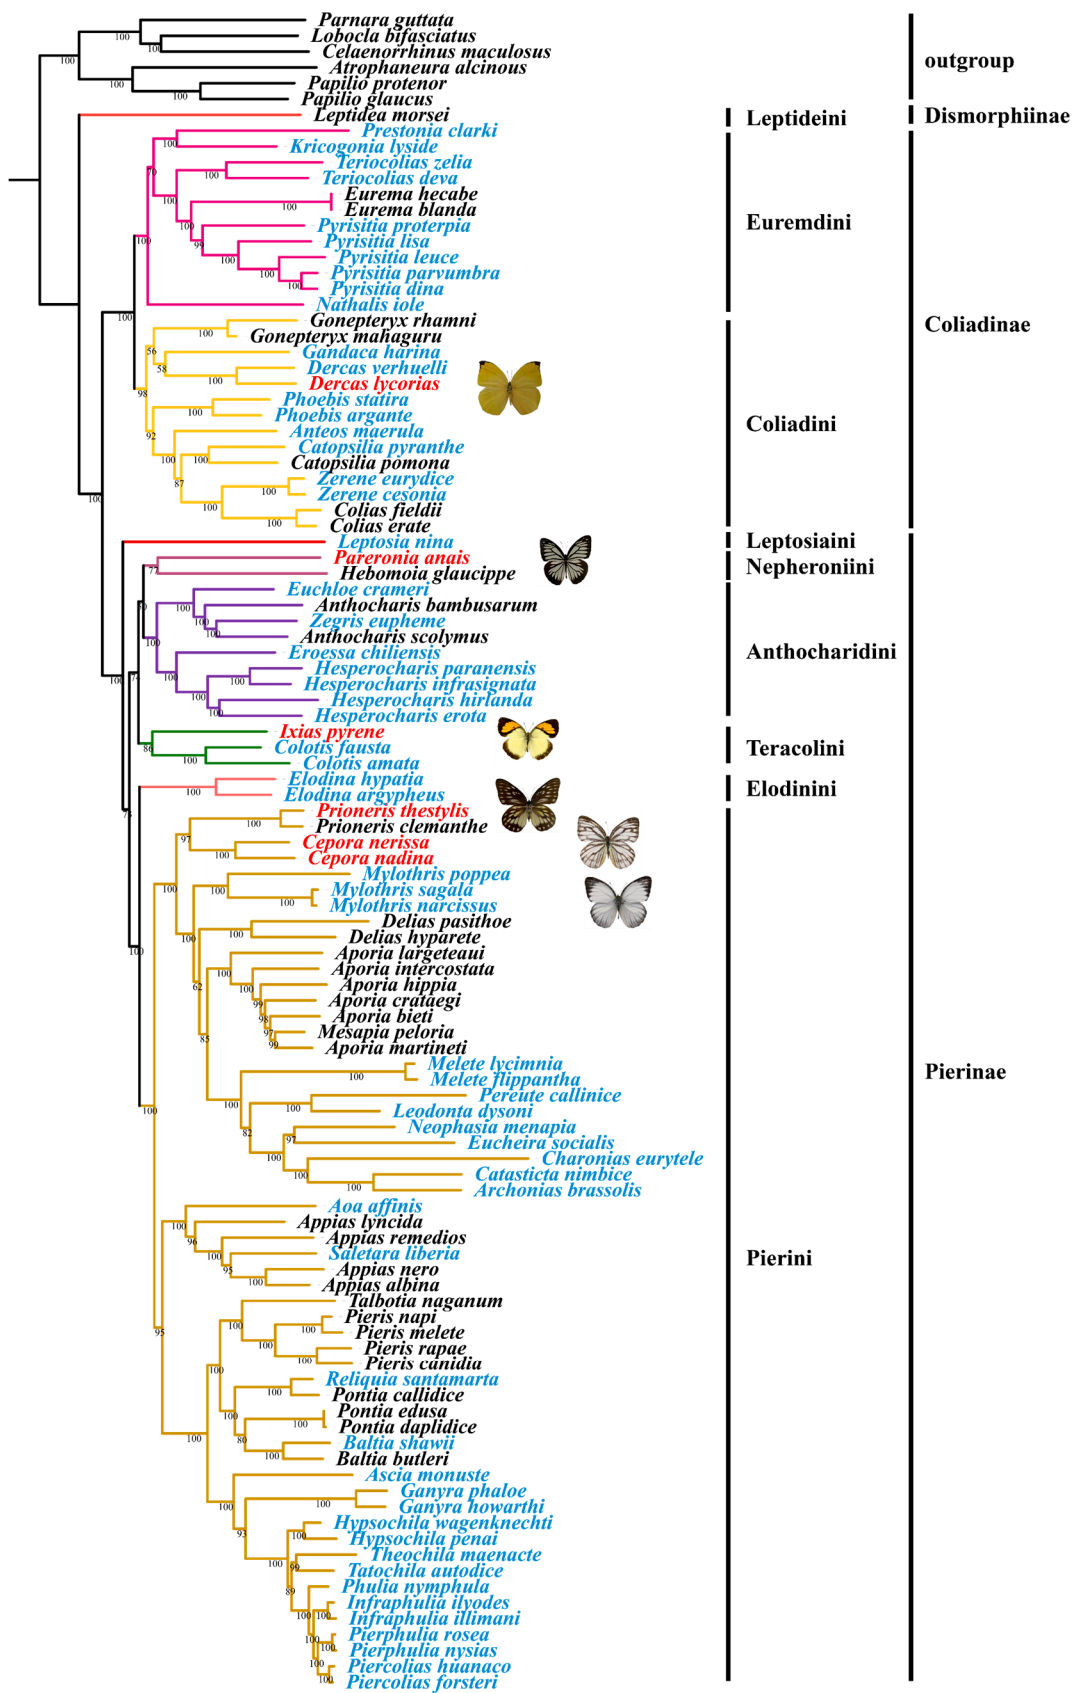 Parnara guttata
Lobocla bifasciatus
Celaenorrhinus maculosus
Atrophaneura alcinous
Papilio protenor
Papilio glaucus
outgroup
Leptidea morsei
Leptideini
Dismorphiinae
Prestonia clarki
Kricogonia lyside
Teriocolias zelia
Teriocolias deva
Eurema hecabe
Eurema blanda
Pyrisitia proterpia
Pyrisitia lisa
Pyrisitia leuce
Pyrisitia parvumbra
Pyrisitia dina
Nathalis iole
Euremdini
Coliadinae
Gonepteryx rhamni
Gonepteryx mahaguru
Gandaca harina
Dercas verhuelli
Dercas lycorias
Phoebis statira
Phoebis argante
Anteos maerula
Catopsilia pyranthe
Catopsilia pomona
Zerene eurydice
Zerene cesonia
Colias fieldii
Colias erate
Coliadini
Leptosia nina
Leptosiaini
Pareronia anais
Hebomoia glaucippe
Nepheroniini
Euchloe crameri
Anthocharis bambusarum
Zegris eupheme
Anthocharis scolymus
Eroessa chiliensis
Hesperocharis paranensis
Hesperocharis infrasignata
Hesperocharis hirlanda
Hesperocharis erota
Anthocharidini
Ixias pyrene
Colotis fausta
Colotis amata
Teracolini
Elodina hypatia
Elodina argypheus
Elodinini
Prioneris thestylis
Prioneris clemanthe
Cepora nerissa
Cepora nadina
Mylothris poppea
Mylothris sagala
Mylothris narcissus
Delias pasithoe
Delias hyparete
Aporia largeteaui
Aporia intercostata
Aporia hippia
Aporia crataegi
Aporia bieti
Mesapia peloria
Aporia martineti
Melete lycimnia
Melete flippantha
Pereute callinice
Leodonta dysoni
Neophasia menapia
Eucheira socialis
Charonias eurytele
Catasticta nimbice
Archonias brassolis
Pierinae
Aoa affinis
Appias lyncida
Appias remedios
Saletara liberia
Appias nero
Appias albina
Pierini
Talbotia naganum
Pieris napi
Pieris melete
Pieris rapae
Pieris canidia
Reliquia santamarta
Pontia callidice
Pontia edusa
Pontia daplidice
Baltia shawii
Baltia butleri
Ascia monuste
Ganyra phaloe
Ganyra howarthi
Hypsochila wagenknechti
Hypsochila penai
Theochila maenacte
Tatochila autodice
Phulia nymphula
Infraphulia ilyodes
Infraphulia illimani
Pierphulia rosea
Pierphulia nysias
Piercolias huanaco
Piercolias forsteri